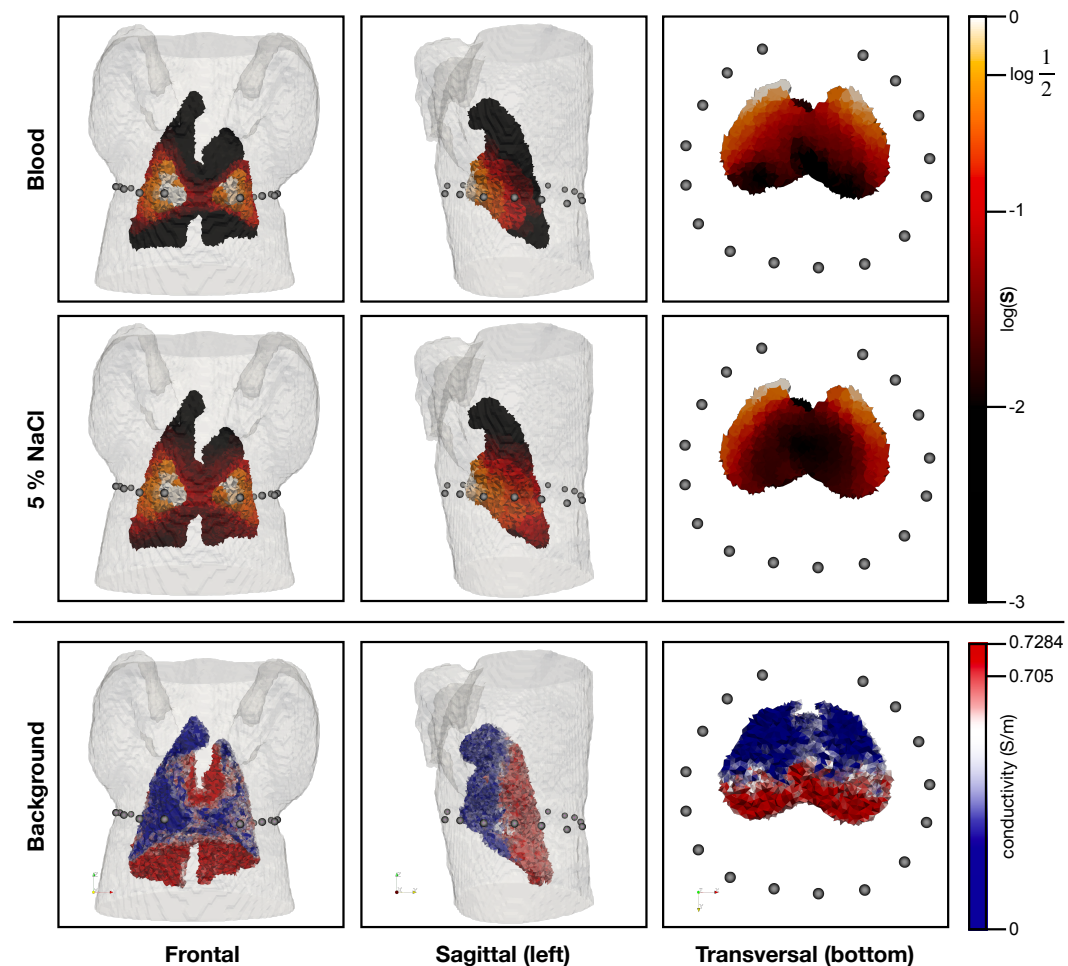 Blood
5 % NaCl
Background
Frontal
Sagittal (left)
Transversal (bottom)
0
log 1/2
-1
-2
-3
log(S)
0.7284
0.705
0
conductivity (S/m)